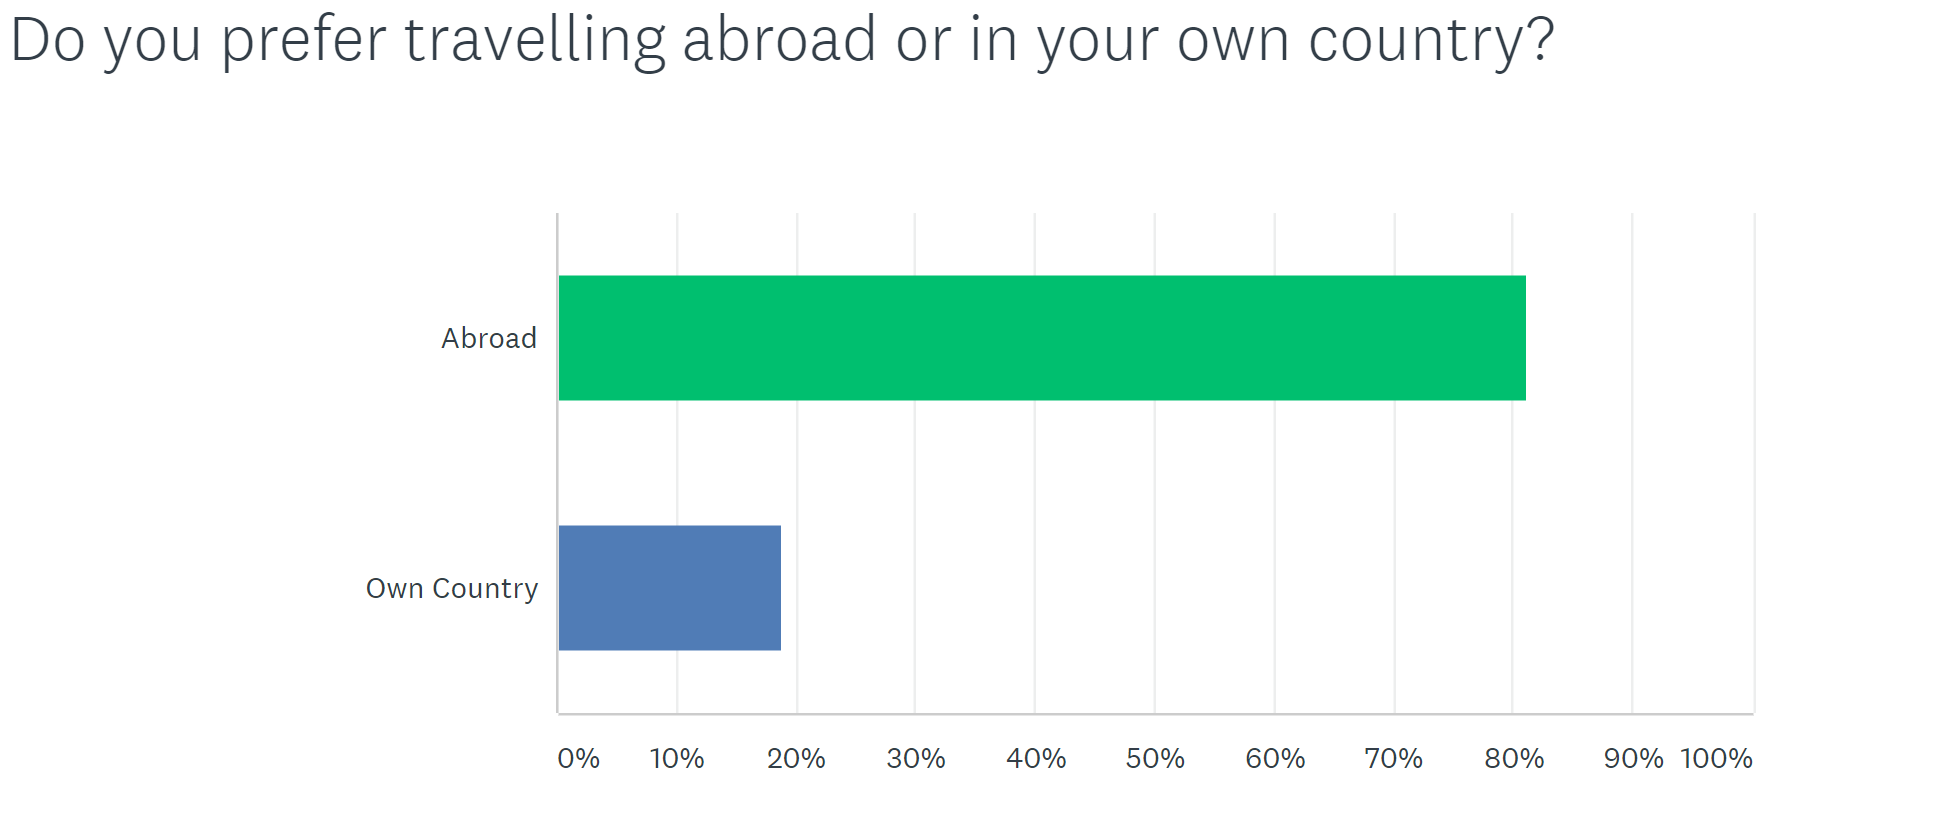 Do you prefer travelling abroad or in your own country?
Abroad
Own Country
0% 10% 20% 30% 40% 50% 60% 70% 80% 90% 100%